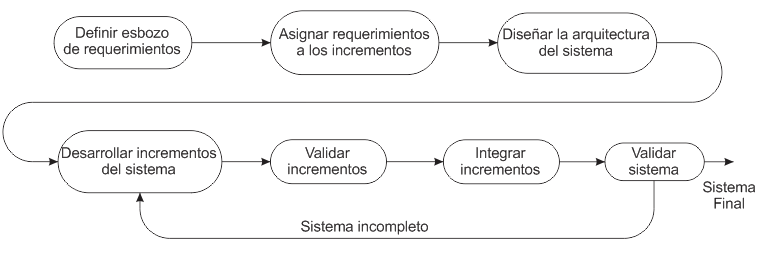 Definir esbozo
de requerimientos
Asignar requerimientos
a los incrementos
Diseñar la arquitectura
del sistema
Desarrollar incrementos
del sistema
Validar
incrementos
Integrar
incrementos
Validar
sistema
Sistema
Final
Sistema incompleto